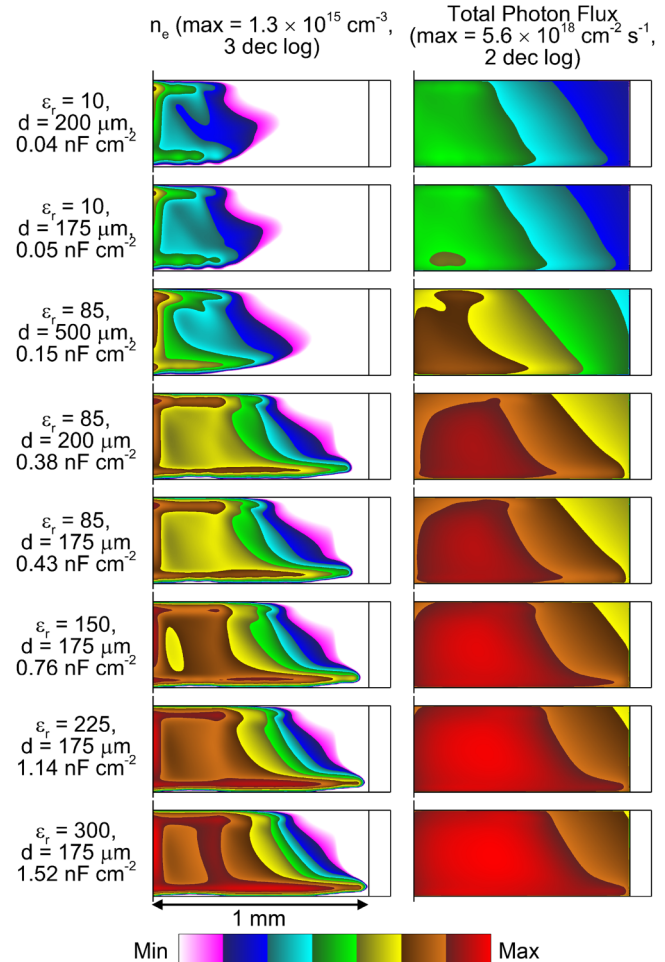 nₑ (max = 1.3 × 10¹⁵ cm⁻³,
3 dec log)
Total Photon Flux
(max = 5.6 × 10¹⁸ cm⁻² s⁻¹,
2 dec log)
εᵣ = 10,
d = 200 μm,
0.04 nF cm⁻²
εᵣ = 10,
d = 175 μm,
0.05 nF cm⁻²
εᵣ = 85,
d = 500 μm,
0.15 nF cm⁻²
εᵣ = 85,
d = 200 μm
0.38 nF cm⁻²
εᵣ = 85,
d = 175 μm
0.43 nF cm⁻²
εᵣ = 150,
d = 175 μm
0.76 nF cm⁻²
εᵣ = 225,
d = 175 μm
1.14 nF cm⁻²
εᵣ = 300,
d = 175 μm
1.52 nF cm⁻²
1 mm
Min Max